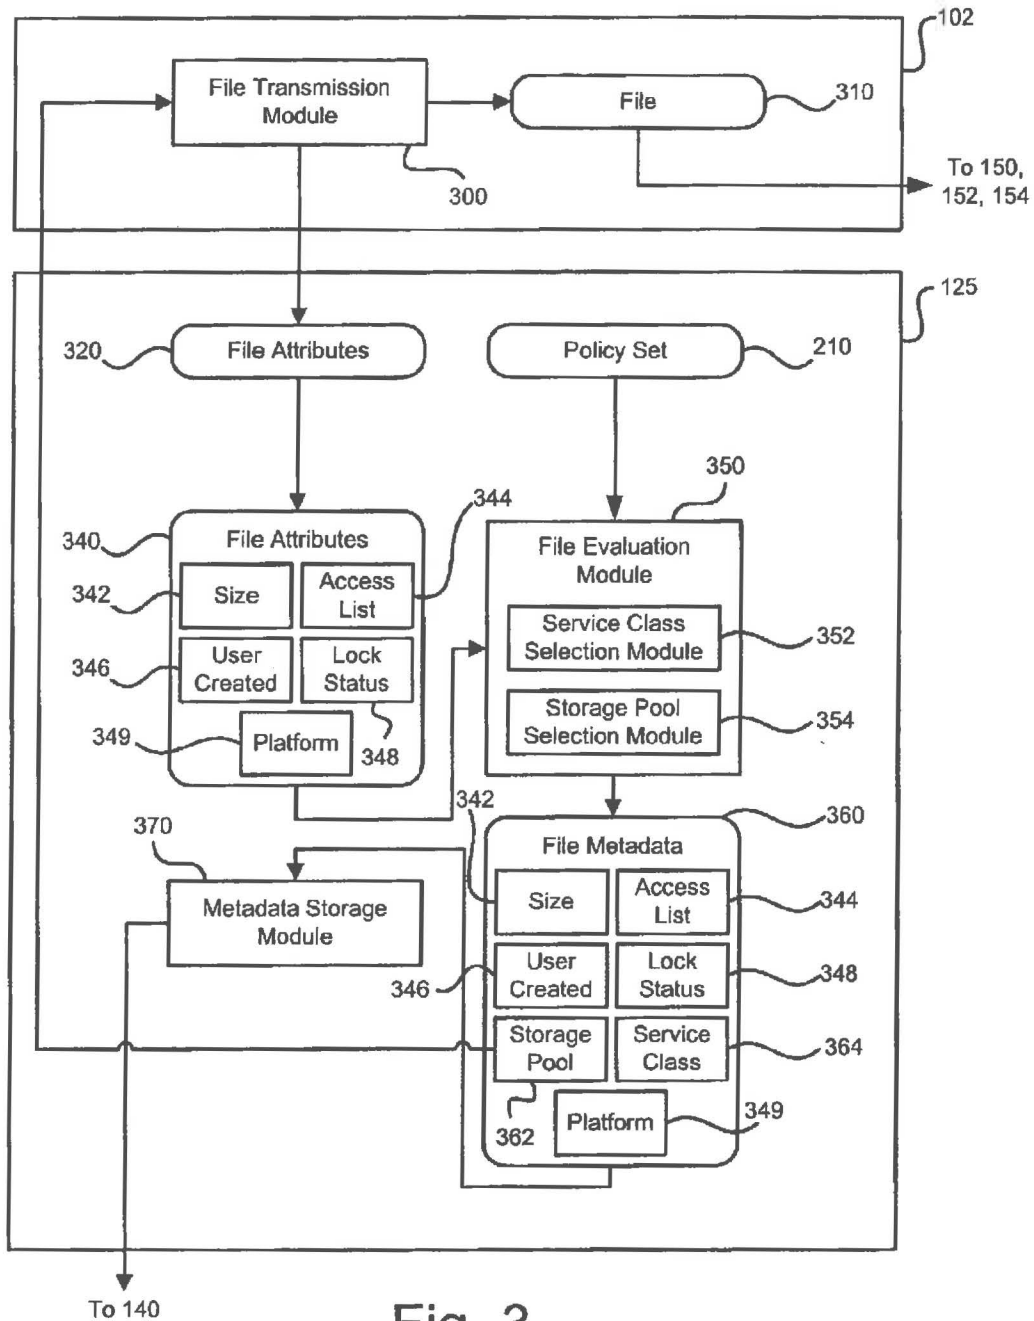 102
File Transmission
Module
File
310
300
To 150,
152, 154
125
320
File Attributes
Policy Set
210
350
344
340
File Attributes
File Evaluation
Module
342
Size
Access
List
Service Class
Selection Module
352
346
User
Created
Lock
Status
Storage Pool
Selection Module
354
349
Platform
348
342
360
370
File Metadata
Metadada Storage
Module
Size
Access
List
344
346
User
Created
Lock
Status
348
Storage
Pool
Service
Class
364
362
Platform
349
To 140
Fig. 3